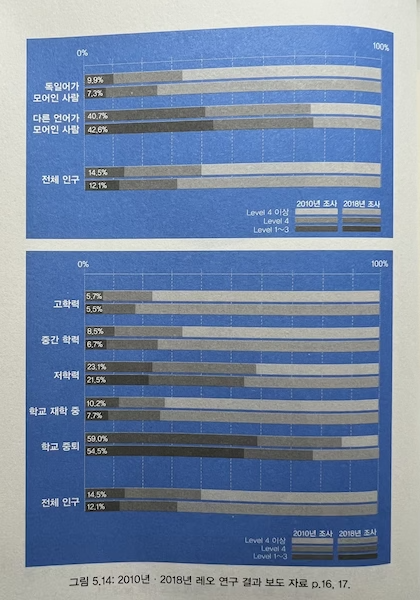 0%
100%
9.9%
독일어가
모어인 사람
7.3%
40.7%
다른 언어가
모어인 사람
42.6%
14.5%
전체 인구
12.1%
2010년 조사 2018년 조사
Level 4 이상
Level 4
Level 1~3
0%
100%
5.7%
고학력
5.5%
8.5%
중간 학력
6.7%
23.1%
저학력
21.5%
10.2%
학교 재학 중
7.7%
59.0%
학교 중퇴
54.5%
14.5%
전체 인구
12.1%
2010년 조사 2018년 조사
Level 4 이상
Level 4
Level 1~3
그림 5.14: 2010년·2018년 레오 연구 결과 보도 자료 p.16, 17.